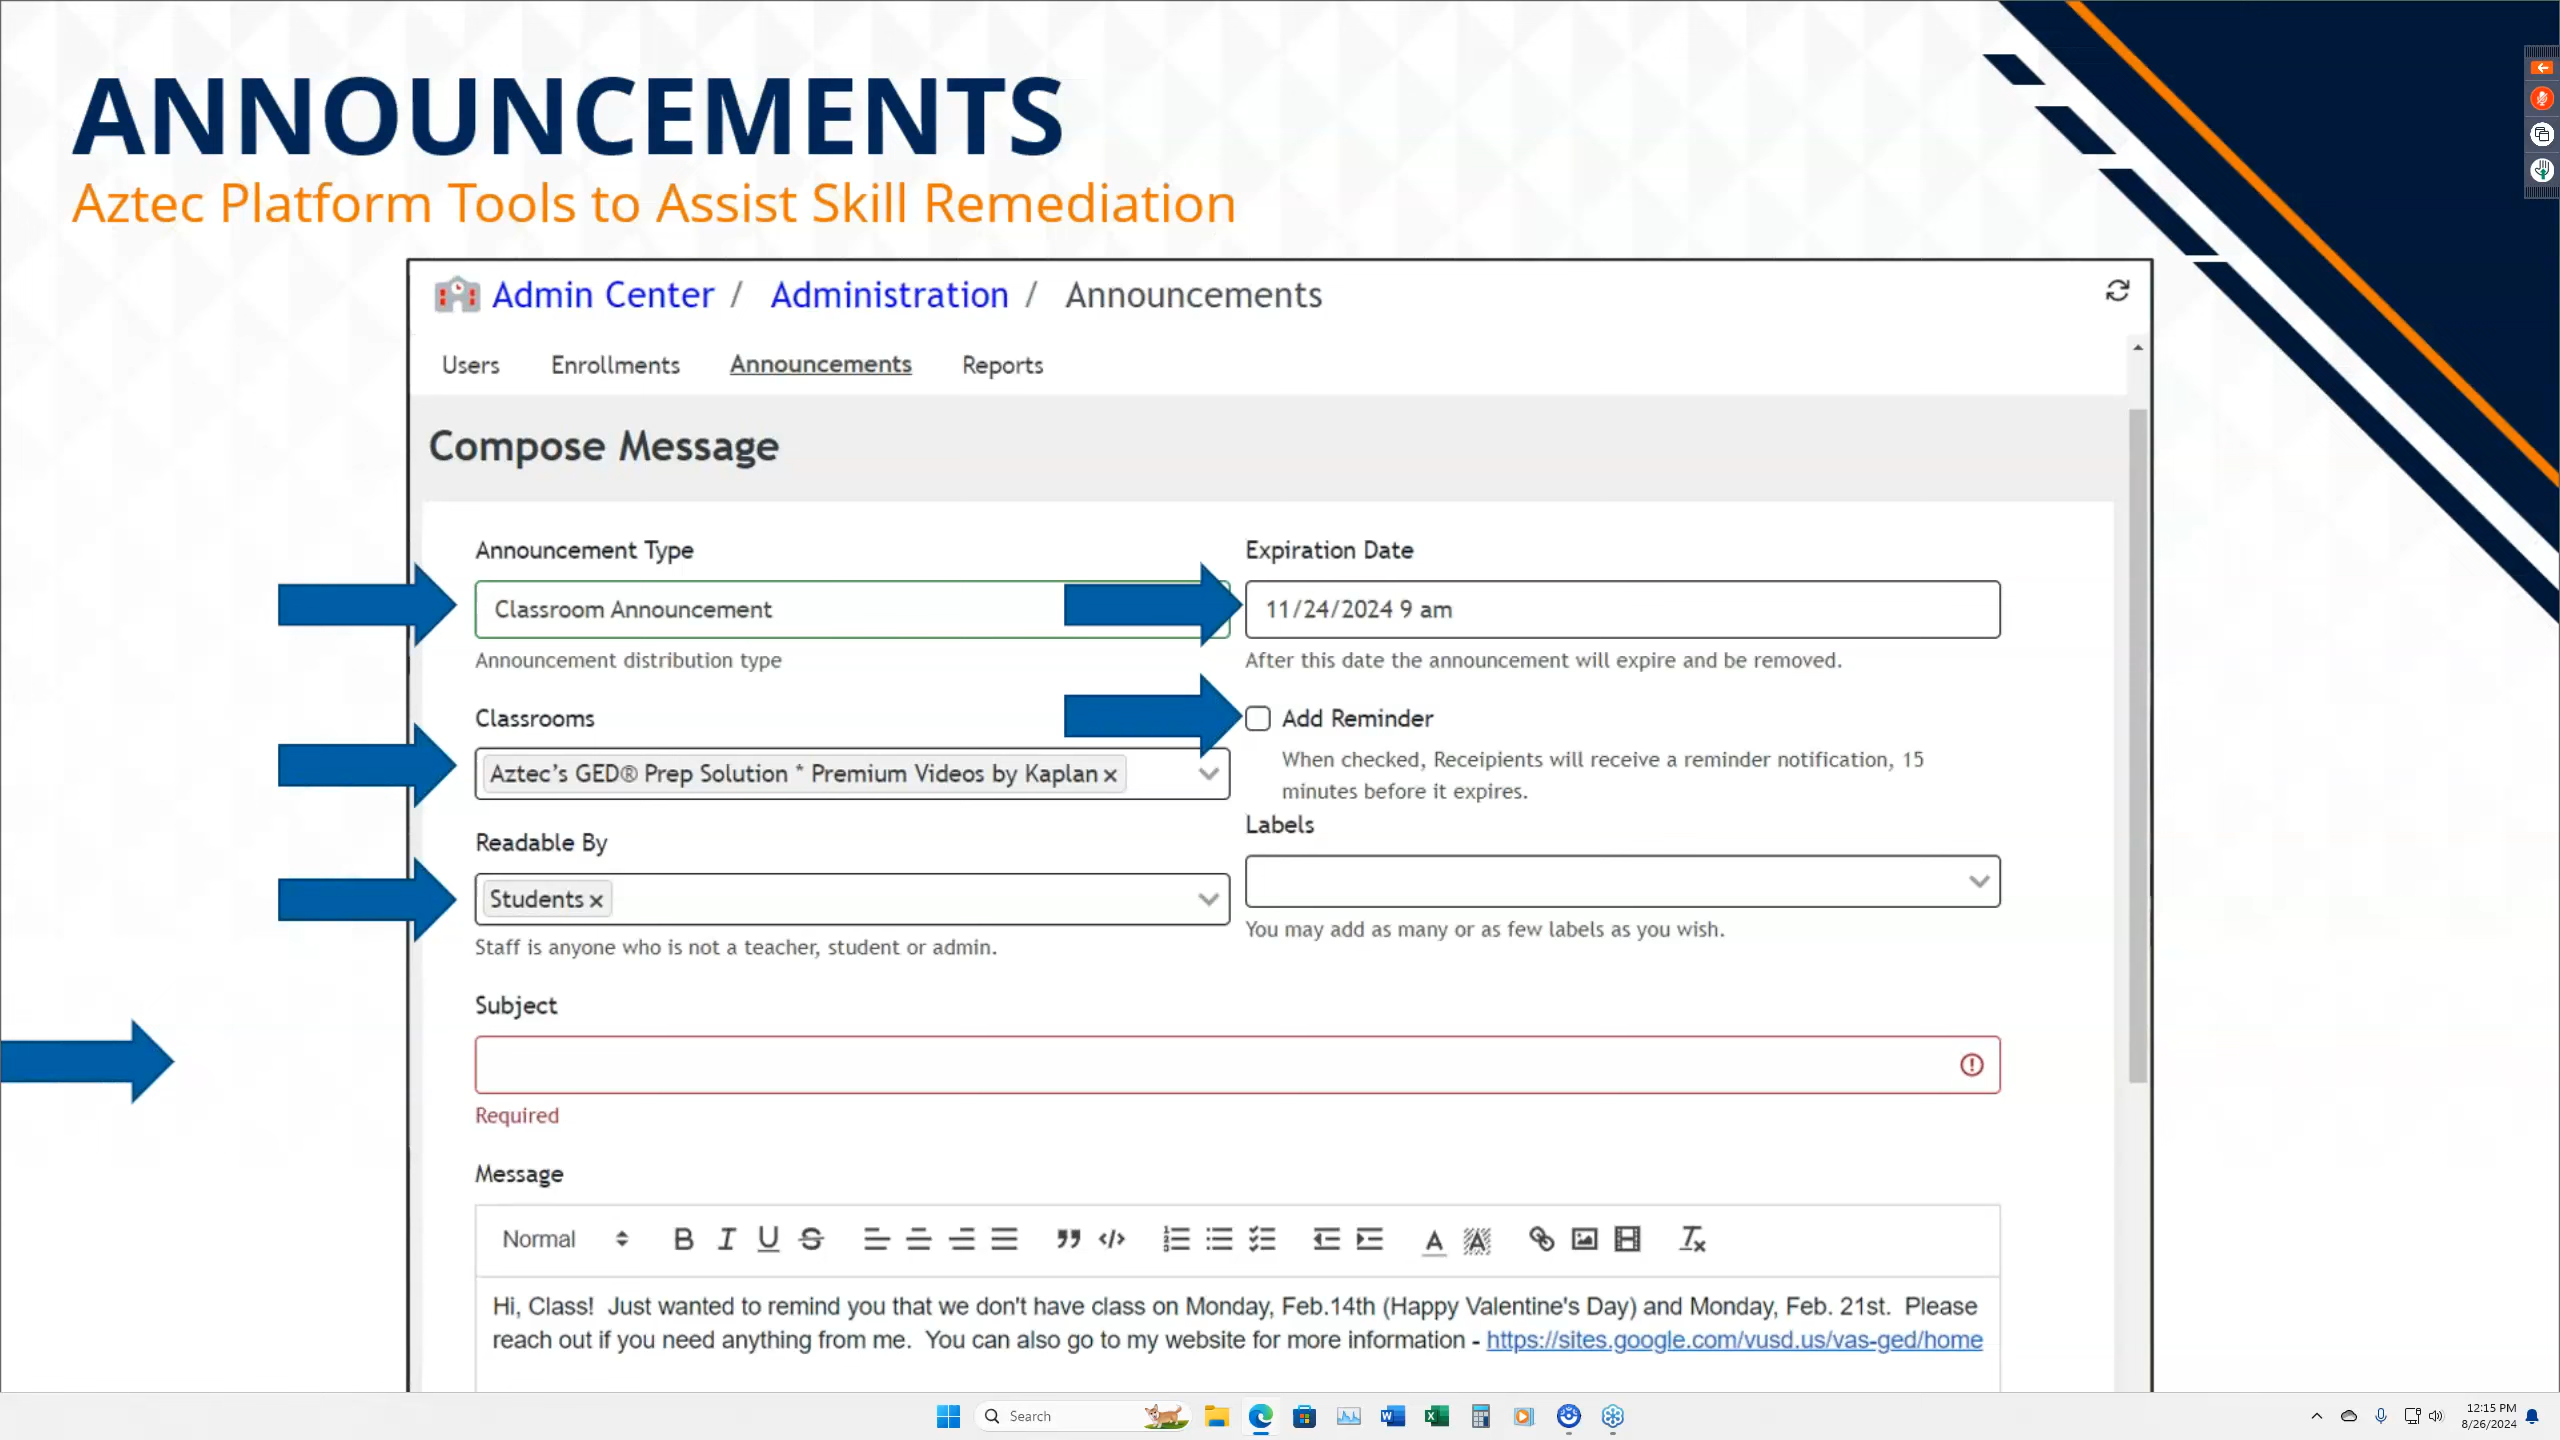 ANNOUNCEMENTS
Aztec Platform Tools to Assist Skill Remediation
Admin Center / Administration / Announcements
Users Enrollments Announcements Reports
Compose Message
Announcement Type
Classroom Announcement
Announcement distribution type
Expiration Date
11/24/2024 9 am
After this date the announcement will expire and be removed.
Classrooms
Aztec’s GED® Prep Solution * Premium Videos by Kaplan ×
Add Reminder
When checked, Receipients will receive a reminder notification, 15
minutes before it expires.
Readable By
Students ×
Staff is anyone who is not a teacher, student or admin.
Labels
You may add as many or as few labels as you wish.
Subject
Required
Message
Normal
Hi, Class!  Just wanted to remind you that we don't have class on Monday, Feb.14th (Happy Valentine's Day) and Monday, Feb. 21st.  Please
reach out if you need anything from me.  You can also go to my website for more information - https://sites.google.com/vusd.us/vas-ged/home
Search
12:15 PM
8/26/2024